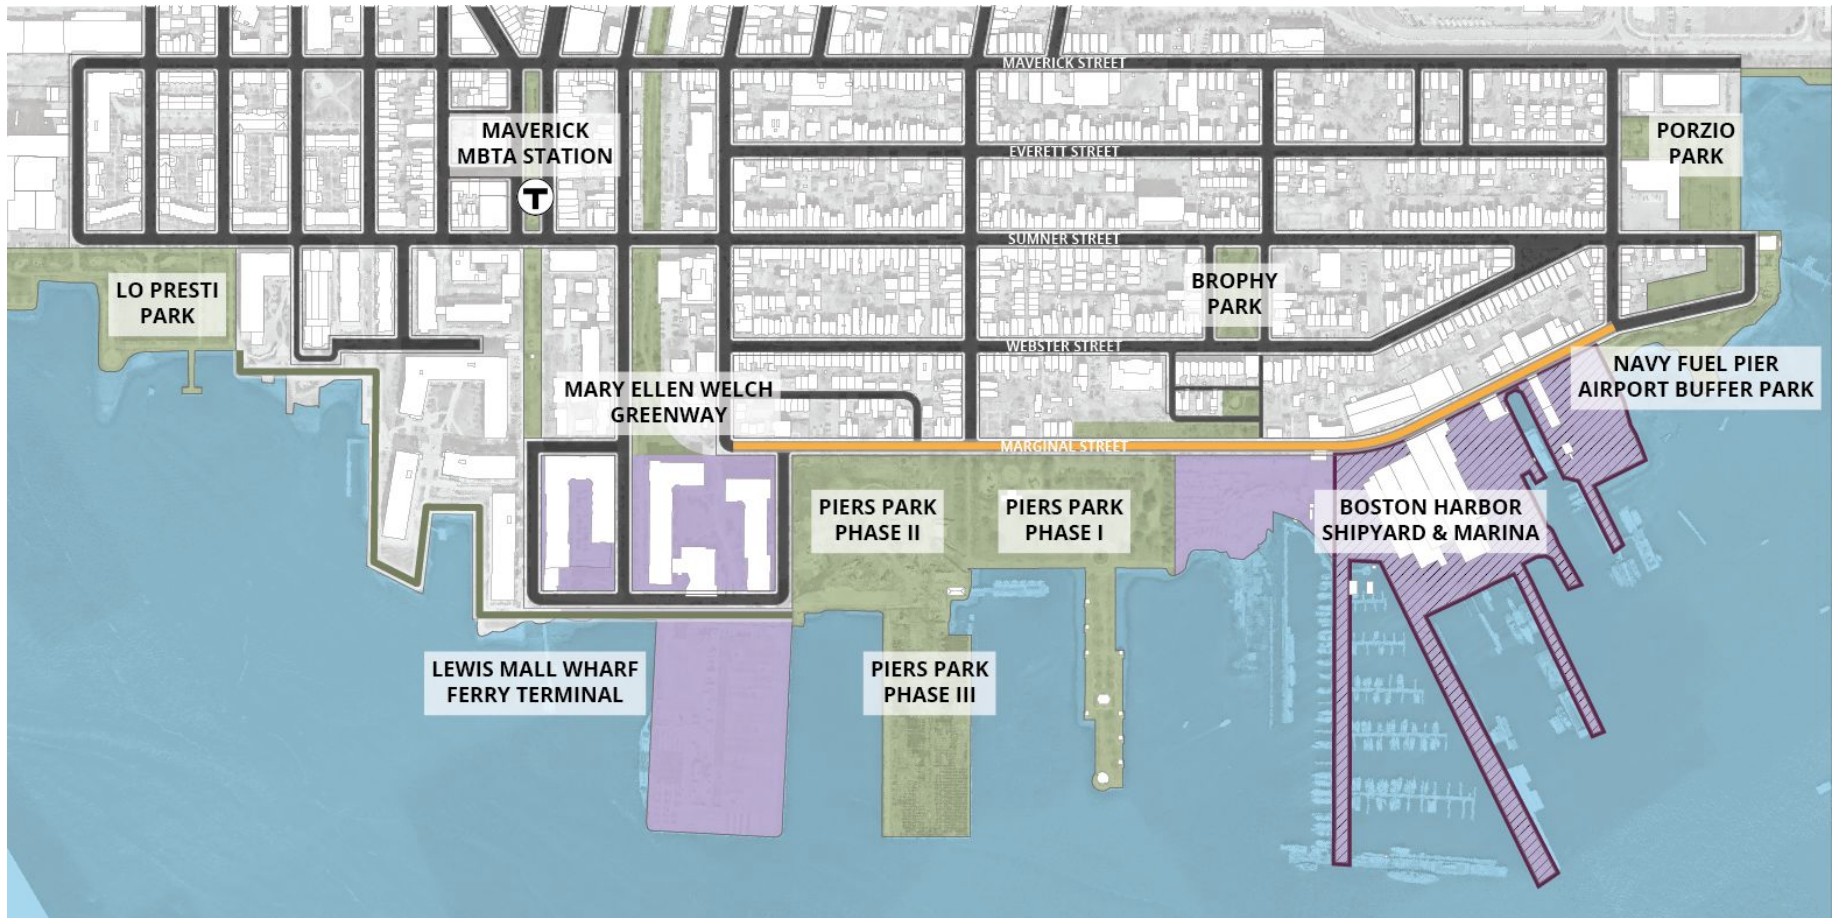 MAVERICK STREET
MAVERICK
MBTA STATION
T
EVERETT STREET
PORZIO
PARK
SUMNER STREET
LO PRESTI
PARK
BROPHY
PARK
WEBSTER STREET
MARY ELLEN WELCH
GREENWAY
NAVY FUEL PIER
AIRPORT BUFFER PARK
MARGINAL STREET
PIERS PARK
PHASE II
PIERS PARK
PHASE I
BOSTON HARBOR
SHIPYARD & MARINA
LEWIS MALL WHARF
FERRY TERMINAL
PIERS PARK
PHASE III